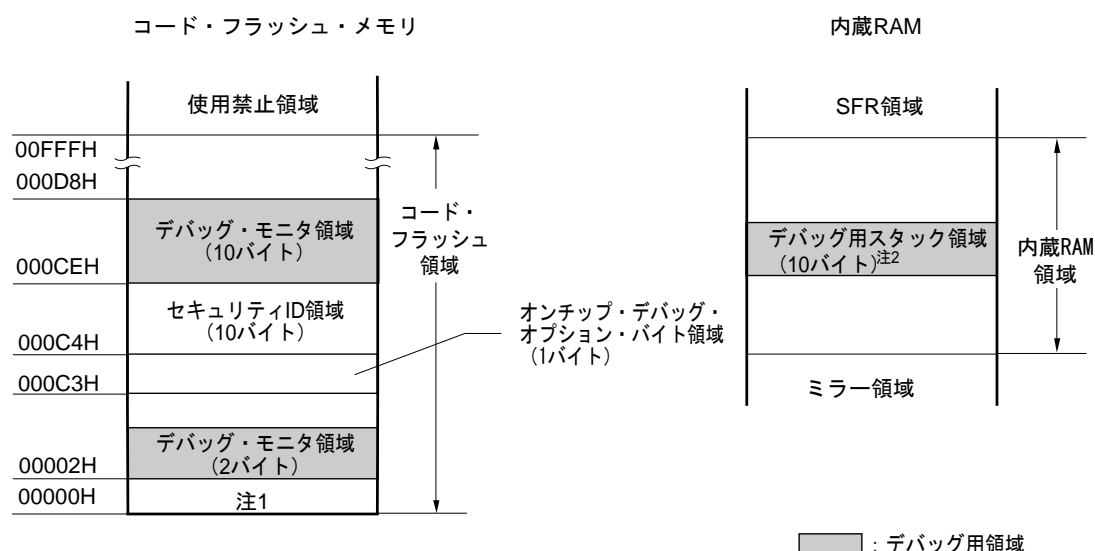 コード・フラッシュ・メモリ
使用禁止領域
00FFFH
000D8H
デバッグ・モニタ領域
(10バイト)
000CEH
セキュリティID領域
(10バイト)
000C4H
000C3H
デバッグ・モニタ領域
(2バイト)
00002H
00000H
注1
コード・
フラッシュ
領域
オンチップ・デバッグ・
オプション・バイト領域
(1バイト)
内蔵RAM
SFR領域
デバッグ用スタック領域
(10バイト)注2
内蔵RAM
領域
ミラー領域
：デバッグ用領域